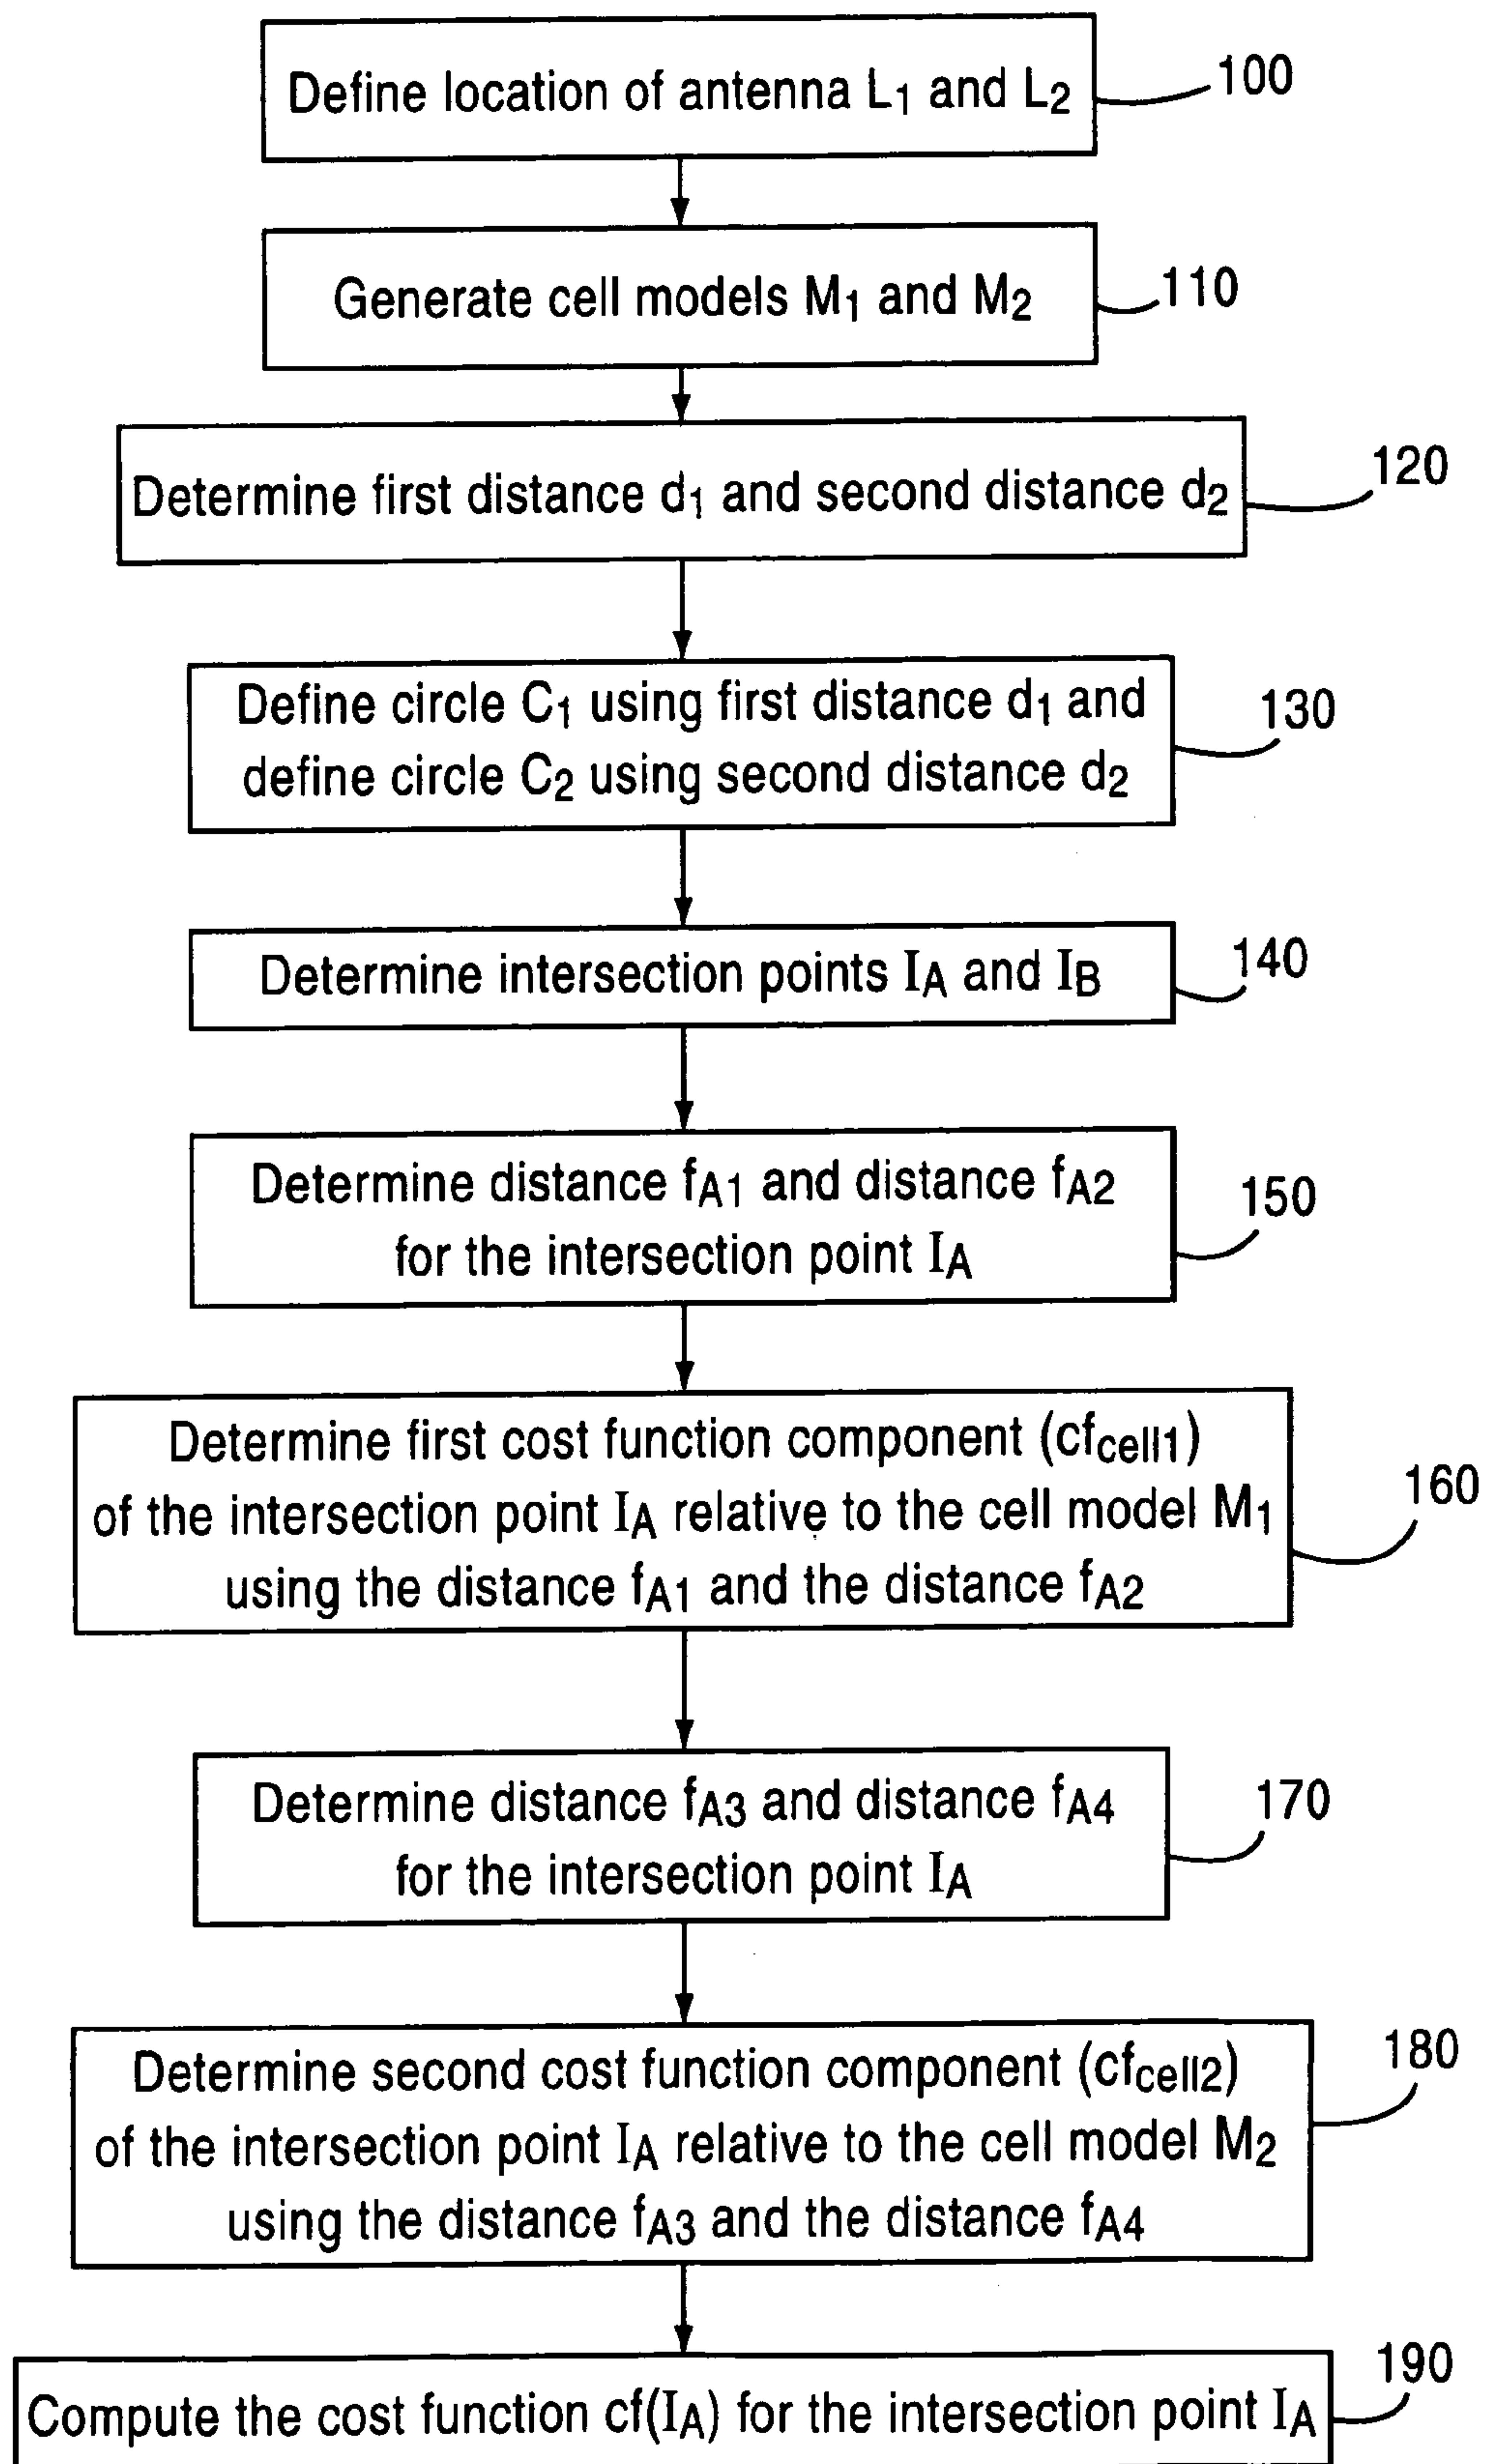 Define location of antenna L1 and L2
100
Generate cell models M1 and M2
110
Determine first distance d1 and second distance d2
120
Define circle C1 using first distance d1 and
define circle C2 using second distance d2
130
Determine intersection points IA and IB
140
Determine distance fA1 and distance fA2
for the intersection point IA
150
Determine first cost function component (cfcell1)
of the intersection point IA relative to the cell model M1
using the distance fA1 and the distance fA2
160
Determine distance fA3 and distance fA4
for the intersection point IA
170
Determine second cost function component (cfcell2)
of the intersection point IA relative to the cell model M2
using the distance fA3 and the distance fA4
180
Compute the cost function cf(IA) for the intersection point IA
190